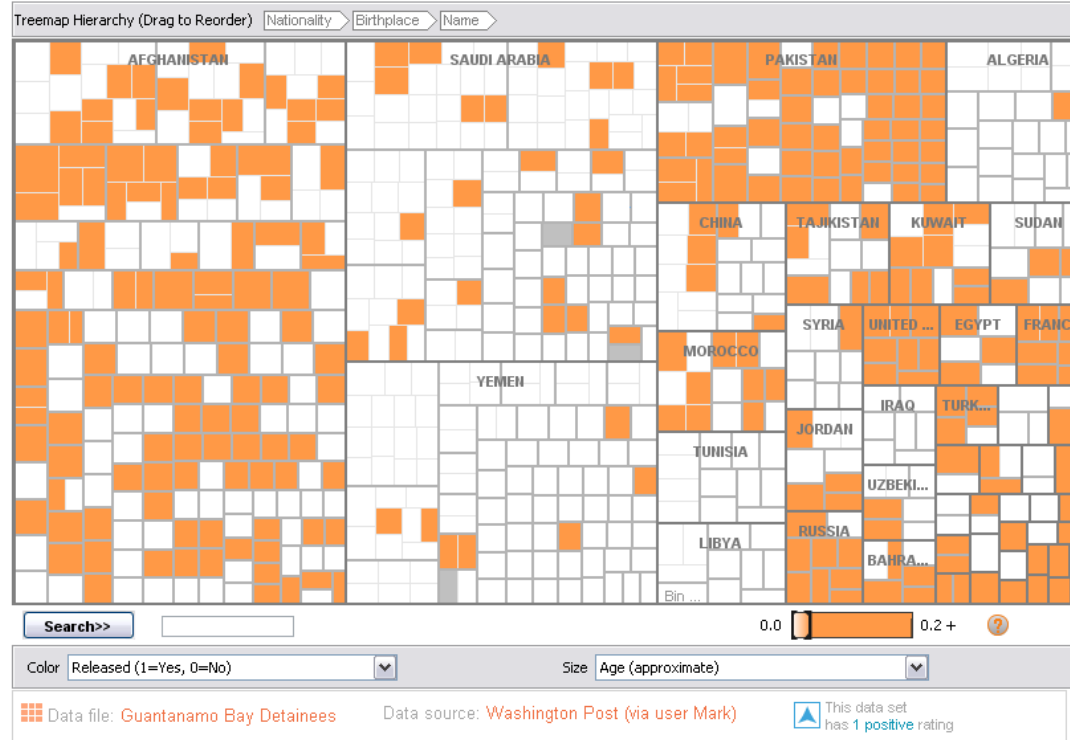 Treemap Hierarchy (Drag to Reorder) Nationality Birthplace Name
AFGHANISTAN SAUDI ARABIA PAKISTAN ALGERIA
CHINA TAJIKISTAN KUWAIT SUDAN
SYRIA UNITED ... EGYPT FRANC
MOROCCO
YEMEN
IRAQ TURK...
JORDAN
TUNISIA
UZBEKI...
RUSSIA
LIBYA
BAHRA...
Bin ...
Search>> 0.0 0.2 +  ?
Color Released (1=Yes, 0=No) Size Age (approximate)
Data file: Guantanamo Bay Detainees Data source: Washington Post (via user Mark) This data set
has 1 positive rating